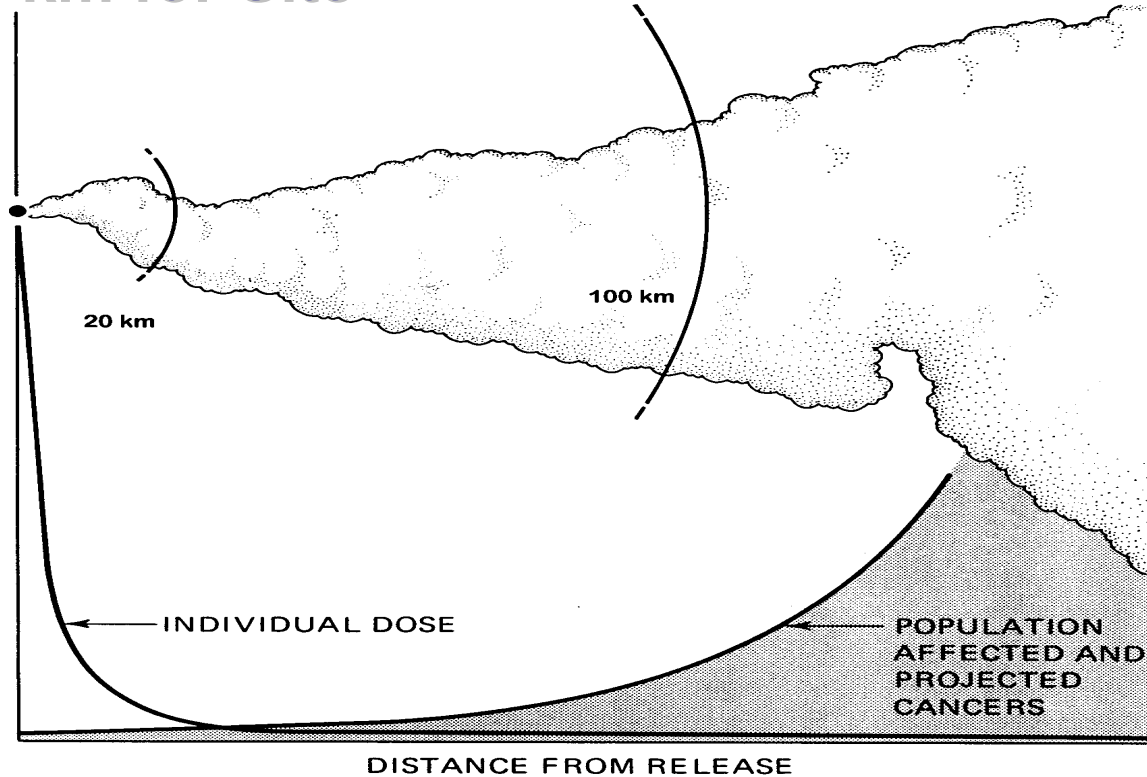 20 km
100 km
INDIVIDUAL DOSE
POPULATION
AFFECTED AND
PROJECTED
CANCERS
DISTANCE FROM RELEASE